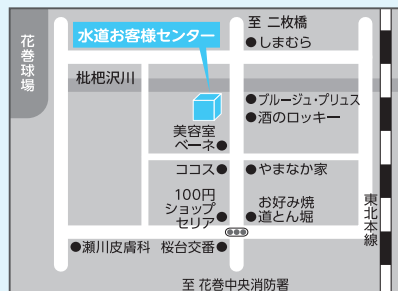 至 二枚橋
水道お客様センター
●しまむら
花巻球場
枇杷沢川
●ブルージュ・プリュス
●酒のロッキー
美容室
ベーネ●
ココス●
●やまなか家
100円
ショップ
セリア●
お好み焼
●道とん堀
東北本線
●瀬川皮膚科
桜台交番●
至 花巻中央消防署